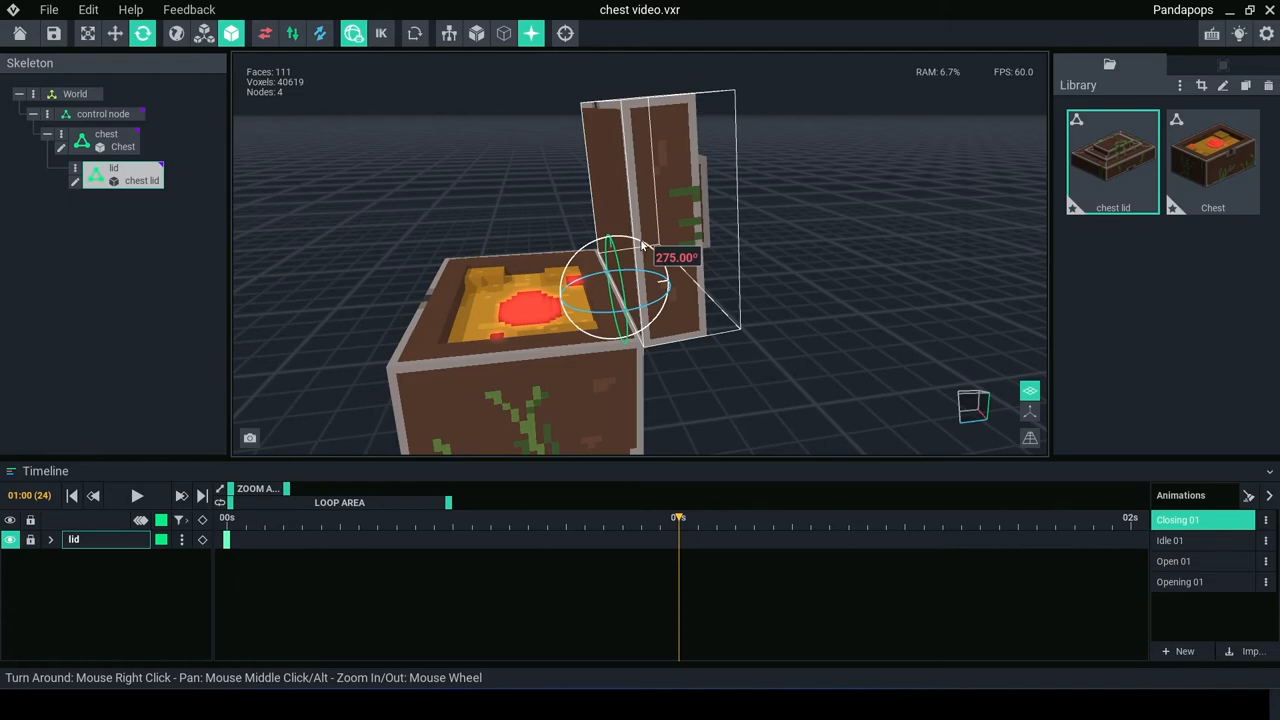 File Edit Help Feedback
chest video.vxr
Pandapops
IK
Skeleton
World
control node
chest
Chest
lid
chest lid
Faces: 111
Voxels: 40619
Nodes: 4
RAM: 6.7%
FPS: 60.0
275.00º
Library
chest lid
Chest
Timeline
01:00 (24)
ZOOM A...
LOOP AREA
00s
02s
lid
Animations
Closing 01
Idle 01
Open 01
Opening 01
New
Imp...
Turn Around: Mouse Right Click - Pan: Mouse Middle Click/Alt - Zoom In/Out: Mouse Wheel